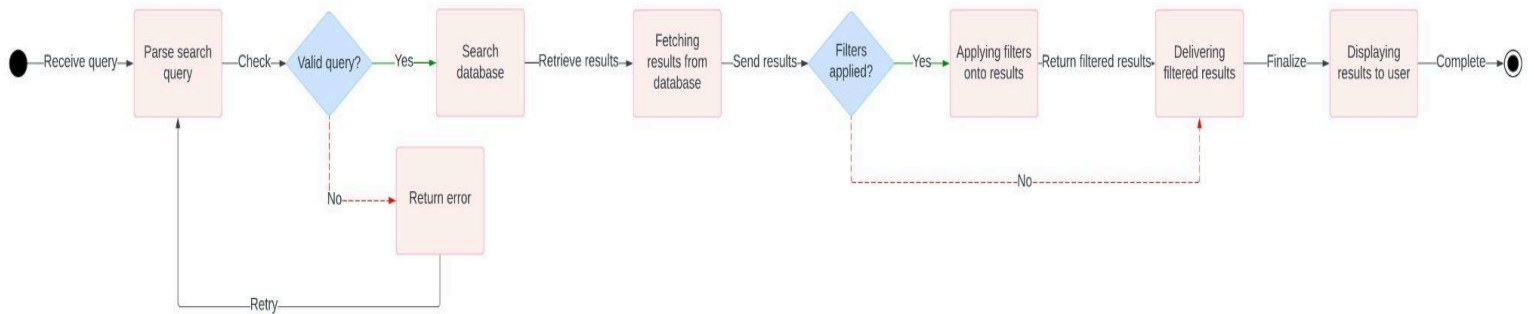 Receive query
Parse search
query
Check
Valid query?
Yes
Search
database
Retrieve results
Fetching
results from
database
Send results
Filters
applied?
Yes
Applying filters
onto results
Return filtered results
Delivering
filtered results
Finalize
Displaying
results to user
Complete
No
Return error
No
Retry